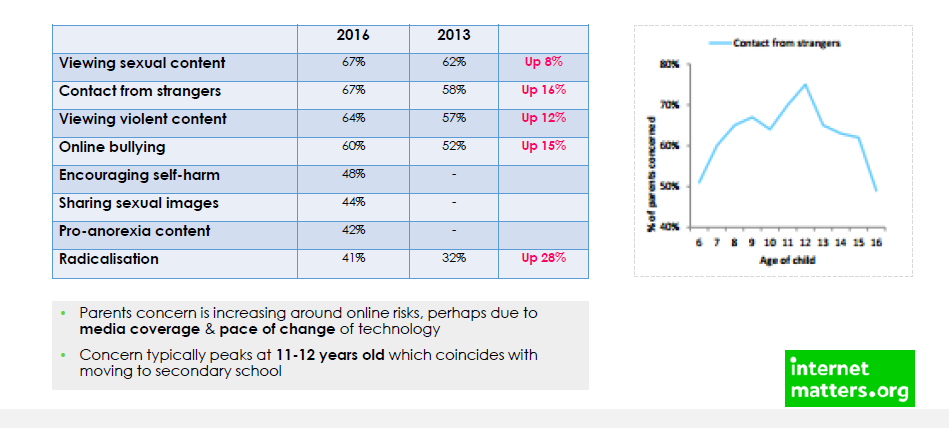 2016 2013
Viewing sexual content 67% 62% Up 8%
Contact from strangers 67% 58% Up 16%
Viewing violent content 64% 57% Up 12%
Online bullying 60% 52% Up 15%
Encouraging self-harm 48% -
Sharing sexual images 44% -
Pro-anorexia content 42% -
Radicalisation 41% 32% Up 28%
• Parents concern is increasing around online risks, perhaps due to
media coverage & pace of change of technology
• Concern typically peaks at 11-12 years old which coincides with
moving to secondary school
Contact from strangers
% of parents concerned
80%
70%
60%
50%
40%
6 7 8 9 10 11 12 13 14 15 16
Age of child
internet
matters.org